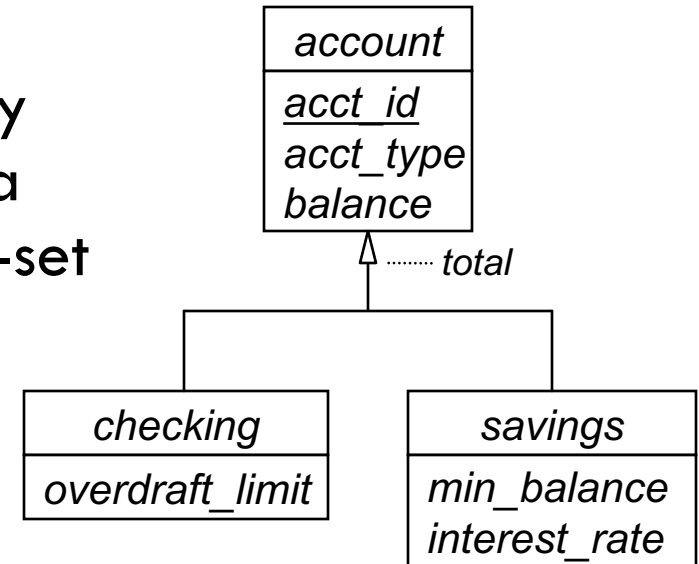 y
a
-set
account
acct_id
acct_type
balance
total
checking
overdraft_limit
savings
min_balance
interest_rate